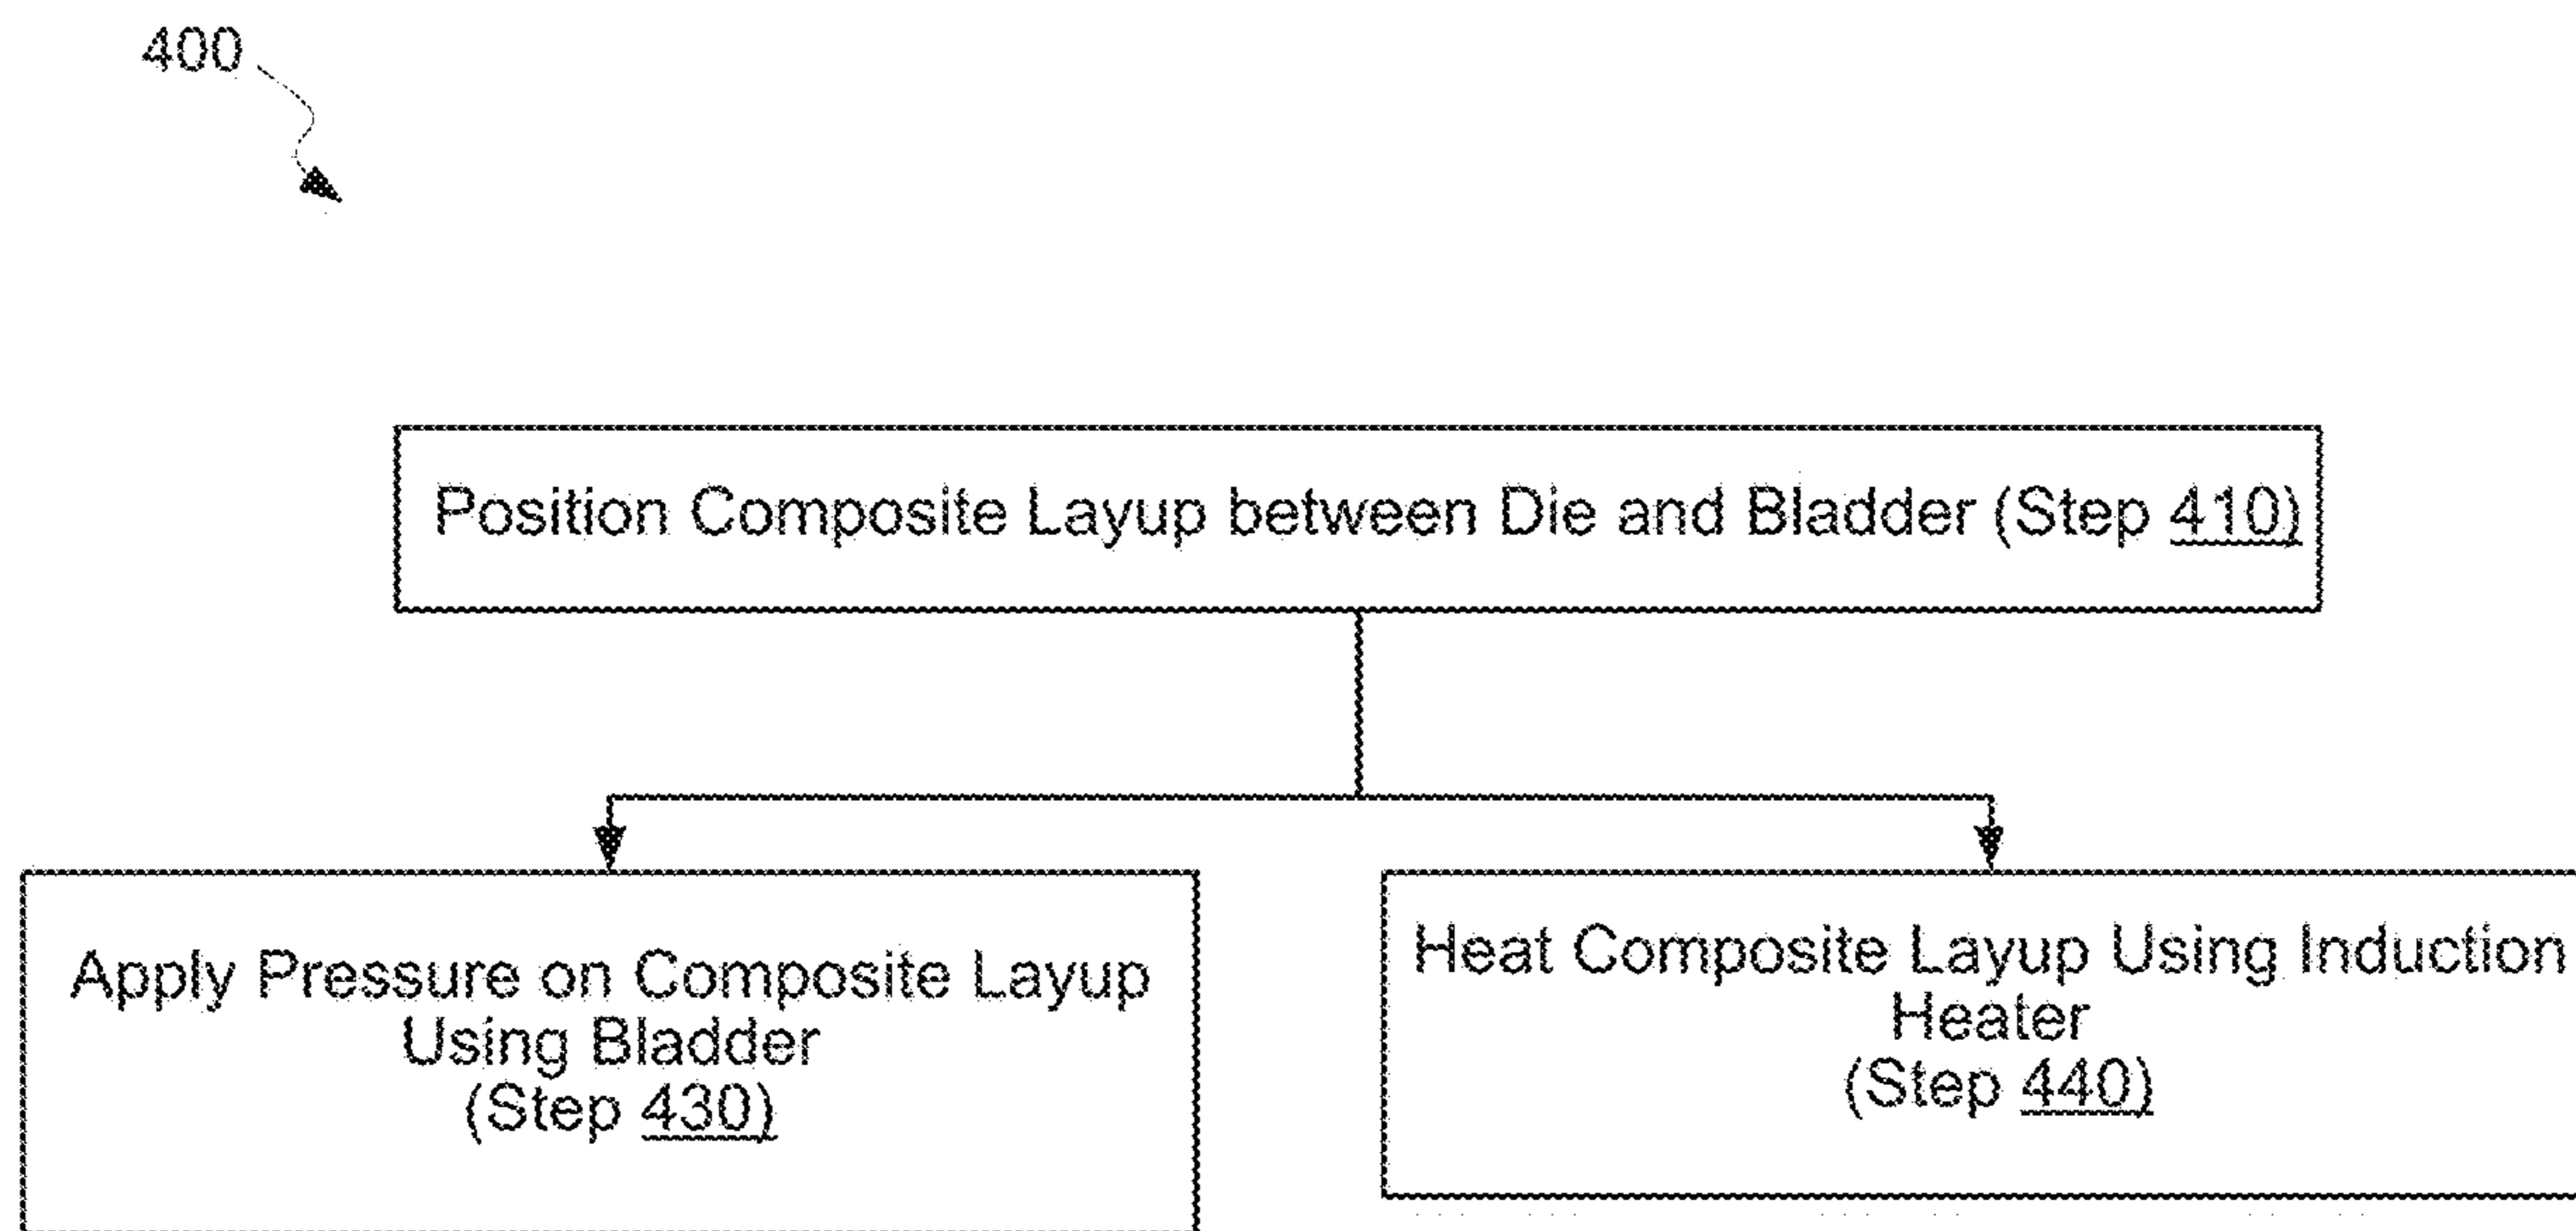 400
Position Composite Layup between Die and Bladder (Step 410)
Apply Pressure on Composite Layup
Using Bladder
(Step 430)
Heat Composite Layup Using Induction
Heater
(Step 440)